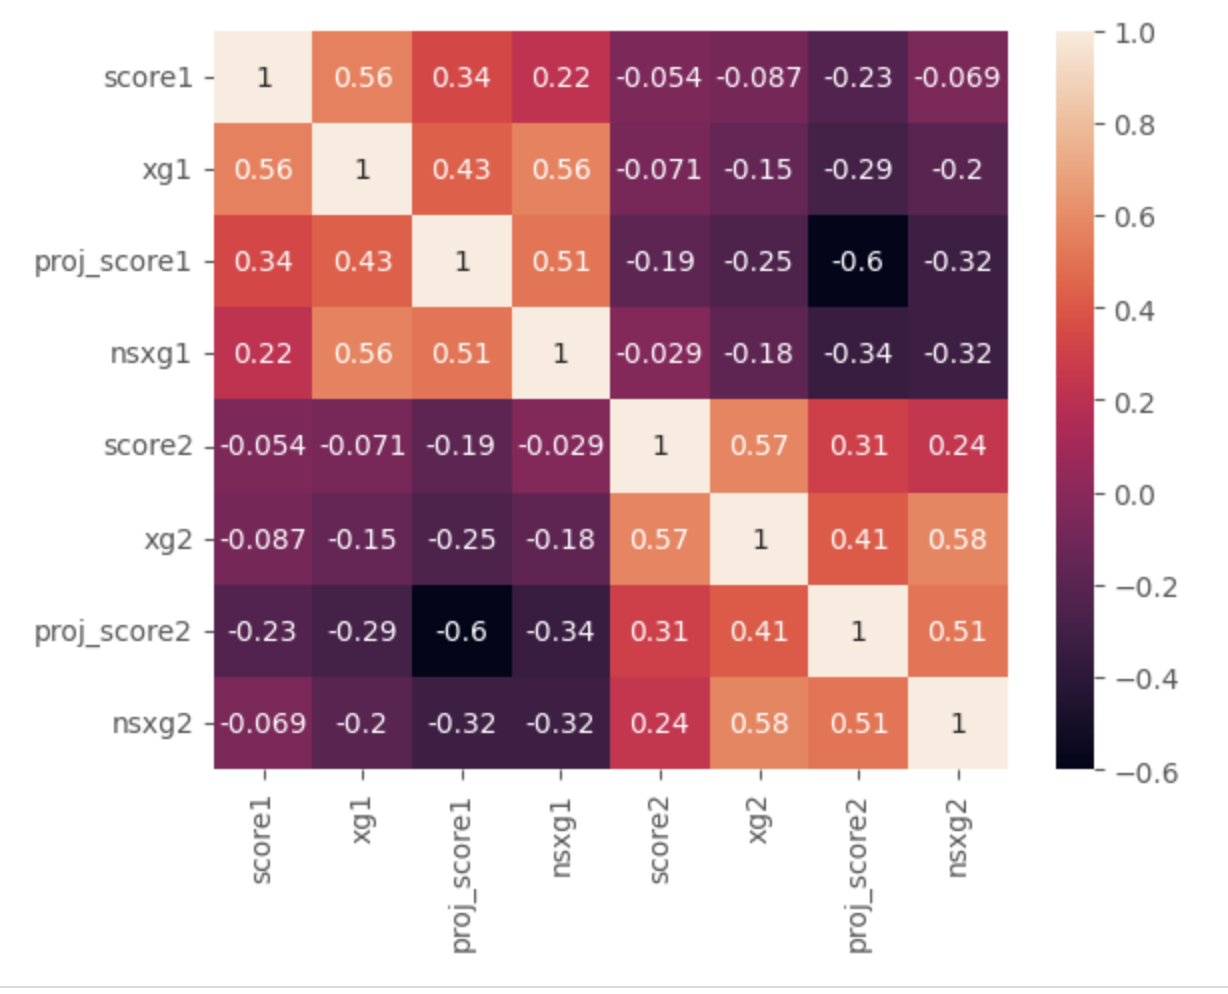 1.0
score1 1 0.56 0.34 0.22 -0.054 -0.087 -0.23 -0.069
0.8
xg1 0.56 1 0.43 0.56 -0.071 -0.15 -0.29 -0.2
0.6
proj_score1 0.34 0.43 1 0.51 -0.19 -0.25 -0.6 -0.32
0.4
nsxg1 0.22 0.56 0.51 1 -0.029 -0.18 -0.34 -0.32
0.2
score2 -0.054 -0.071 -0.19 -0.029 1 0.57 0.31 0.24
0.0
xg2 -0.087 -0.15 -0.25 -0.18 0.57 1 0.41 0.58
−0.2
proj_score2 -0.23 -0.29 -0.6 -0.34 0.31 0.41 1 0.51
−0.4
nsxg2 -0.069 -0.2 -0.32 -0.32 0.24 0.58 0.51 1
−0.6
score1 xg1 proj_score1 nsxg1 score2 xg2 proj_score2 nsxg2